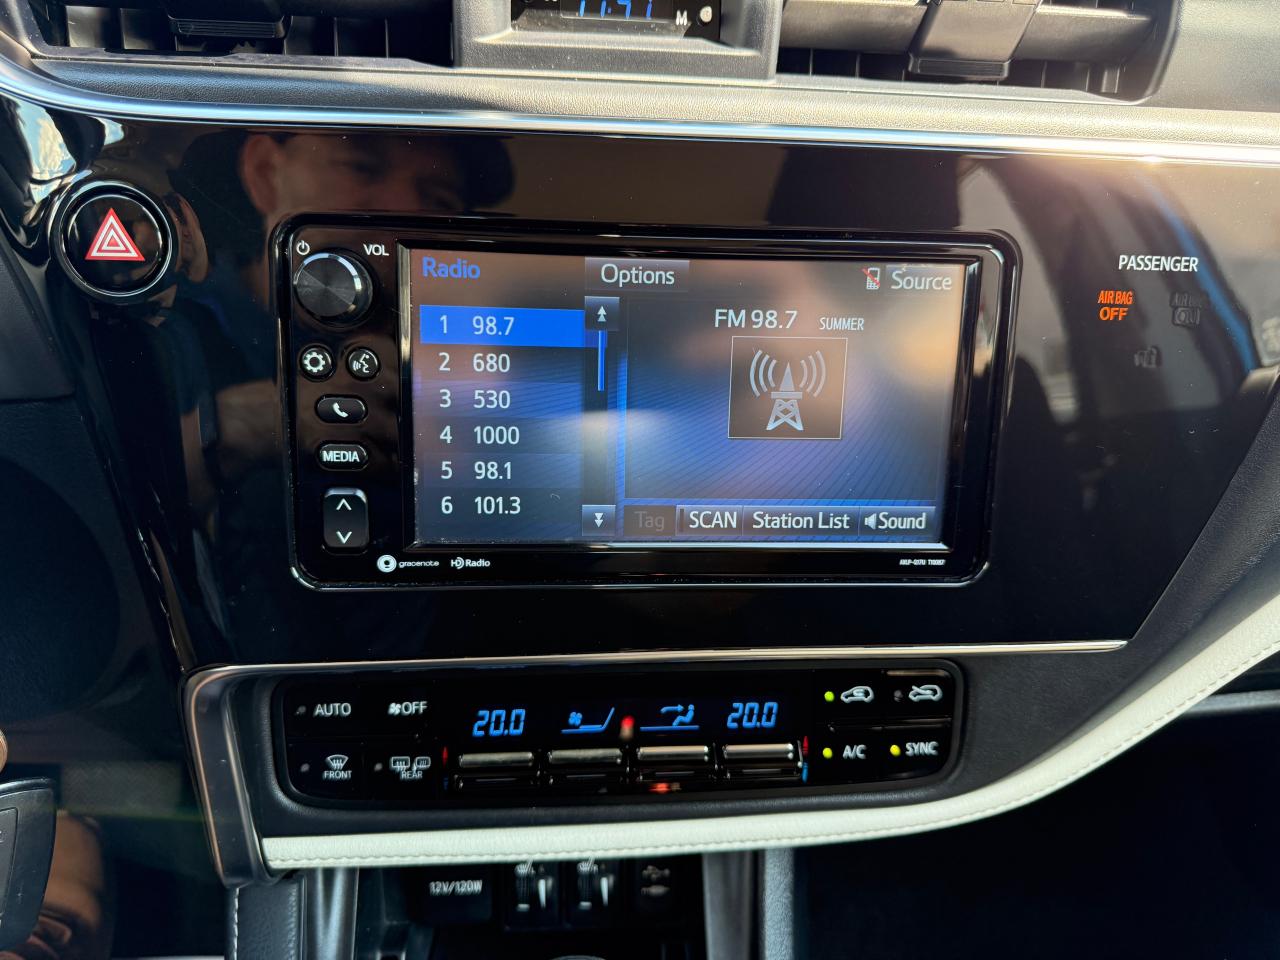 11:41
M
VOL
Radio
Options
Source
PASSENGER
AIR BAG
OFF
1 98.7
2 680
3 530
4 1000
5 98.1
6 101.3
FM 98.7 SUMMER
MEDIA
Tag
SCAN
Station List
Sound
gracenote
HD Radio
AUTO
OFF
20.0
20.0
FRONT
REAR
A/C
SYNC
12V/120W